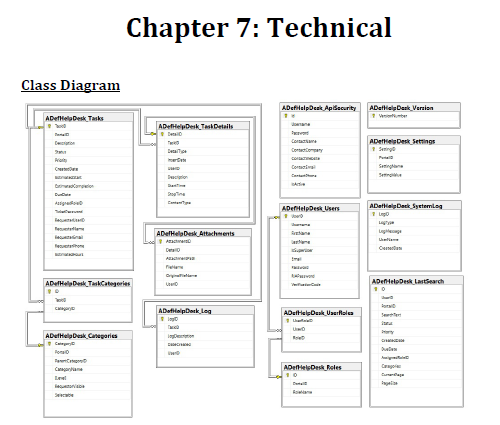 Chapter 7: Technical
Class Diagram
ADefHelpDesk_Tasks
TaskID
PortalID
Description
Status
Priority
CreatedDate
EstimatedStart
EstimatedCompletion
DueDate
AssignedRoleID
TicketPassword
RequesterUserID
RequesterName
RequesterEmail
RequesterPhone
EstimatedHours
ADefHelpDesk_TaskCategories
ID
TaskID
CategoryID
ADefHelpDesk_Categories
CategoryID
PortalID
ParentCategoryID
CategoryName
Level
RequestorVisible
Selectable
ADefHelpDesk_TaskDetails
DetailID
TaskID
DetailType
InsertDate
UserID
Description
StartTime
StopTime
ContentType
ADefHelpDesk_Attachments
AttachmentID
DetailID
AttachmentPath
FileName
OriginalFileName
UserID
ADefHelpDesk_Log
LogID
TaskID
LogDescription
DateCreated
UserID
ADefHelpDesk_ApiSecurity
Id
Username
Password
ContactName
ContactCompany
ContactWebsite
ContactEmail
ContactPhone
IsActive
ADefHelpDesk_Users
UserID
Username
FirstName
LastName
IsSuperUser
Email
Password
RIAPassword
VerificationCode
ADefHelpDesk_UserRoles
UserRoleID
UserID
RoleID
ADefHelpDesk_Roles
ID
PortalID
RoleName
ADefHelpDesk_Version
VersionNumber
ADefHelpDesk_Settings
SettingID
PortalID
SettingName
SettingValue
ADefHelpDesk_SystemLog
LogID
LogType
LogMessage
UserName
CreatedDate
ADefHelpDesk_LastSearch
ID
UserID
PortalID
SearchText
Status
Priority
CreatedDate
DueDate
AssignedRoleID
Categories
CurrentPage
PageSize